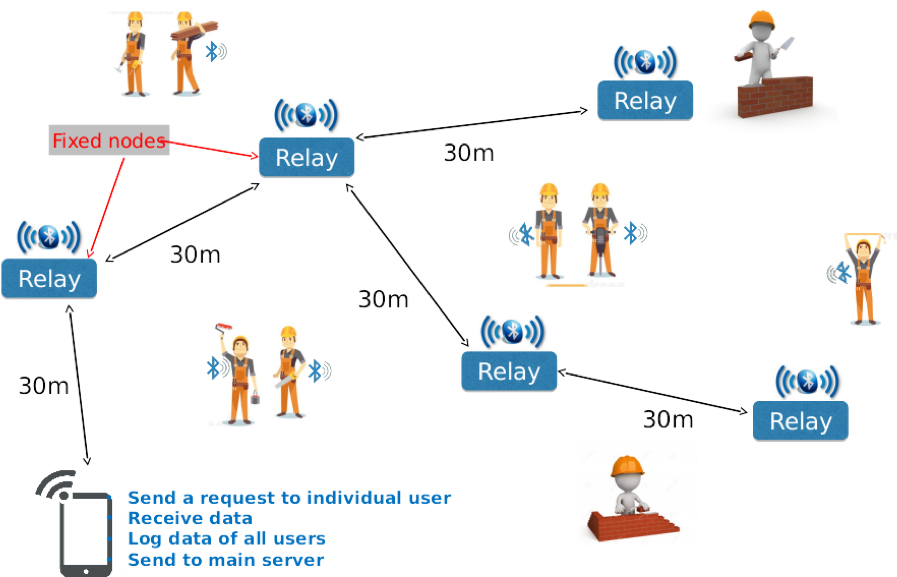 Relay
Fixed nodes
Relay
30m
30m
Relay
30m
Relay
30m
Relay
30m
Send a request to individual user
Receive data
Log data of all users
Send to main server